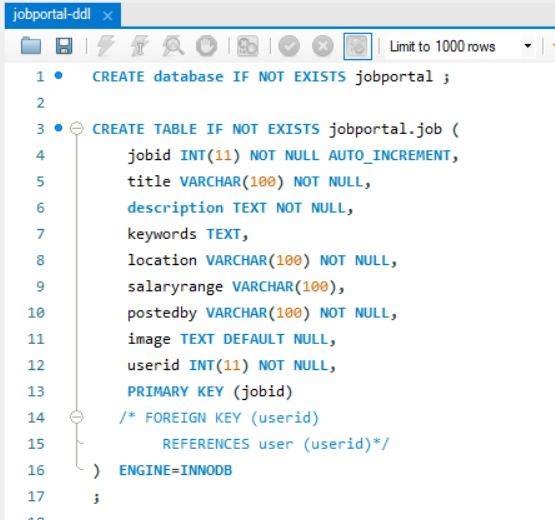 jobportal-ddl
Limit to 1000 rows
1 CREATE database IF NOT EXISTS jobportal ;
2
3 CREATE TABLE IF NOT EXISTS jobportal.job (
4 jobid INT(11) NOT NULL AUTO_INCREMENT,
5 title VARCHAR(100) NOT NULL,
6 description TEXT NOT NULL,
7 keywords TEXT,
8 location VARCHAR(100) NOT NULL,
9 salaryrange VARCHAR(100),
10 postedby VARCHAR(100) NOT NULL,
11 image TEXT DEFAULT NULL,
12 userid INT(11) NOT NULL,
13 PRIMARY KEY (jobid)
14 /* FOREIGN KEY (userid)
15 REFERENCES user (userid)*/
16 ) ENGINE=INNODB
17 ;